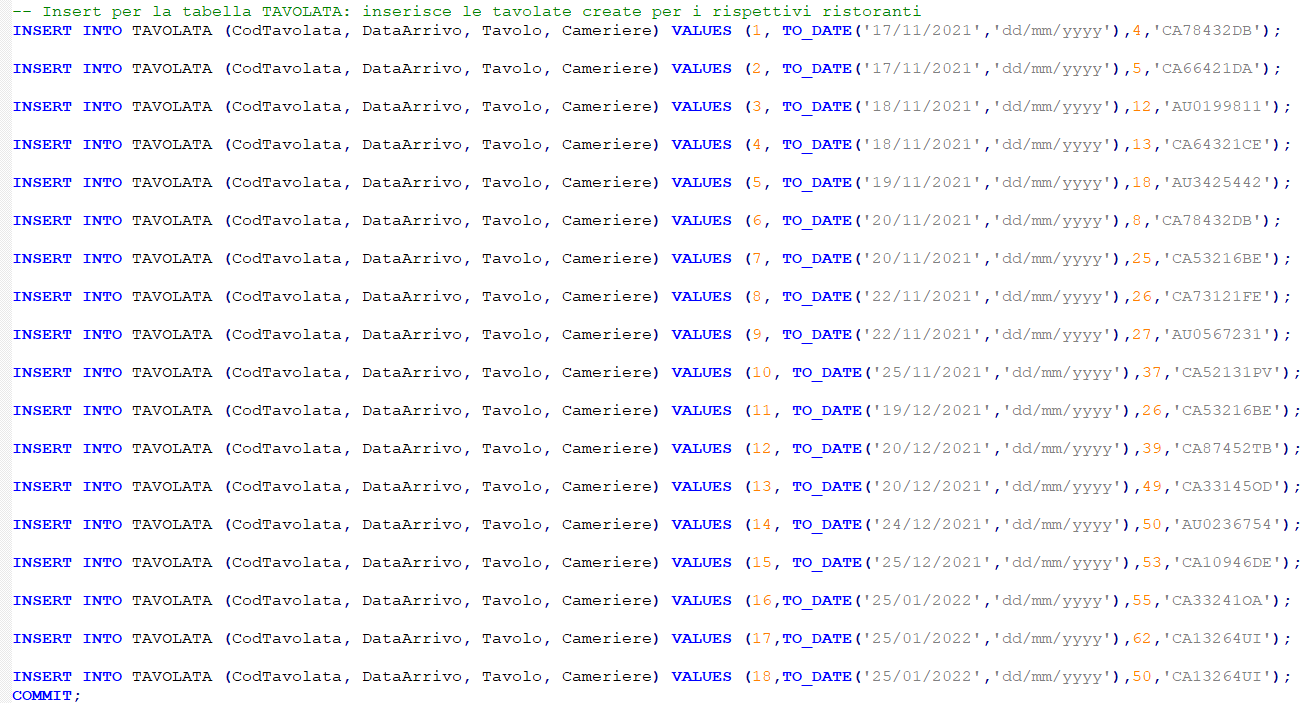 -- Insert per la tabella TAVOLATA: inserisce le tavolate create per i rispettivi ristoranti
INSERT INTO TAVOLATA (CodTavolata, DataArrivo, Tavolo, Cameriere) VALUES (1, TO_DATE('17/11/2021','dd/mm/yyyy'),4,'CA78432DB');
INSERT INTO TAVOLATA (CodTavolata, DataArrivo, Tavolo, Cameriere) VALUES (2, TO_DATE('17/11/2021','dd/mm/yyyy'),5,'CA66421DA');
INSERT INTO TAVOLATA (CodTavolata, DataArrivo, Tavolo, Cameriere) VALUES (3, TO_DATE('18/11/2021','dd/mm/yyyy'),12,'AU0199811');
INSERT INTO TAVOLATA (CodTavolata, DataArrivo, Tavolo, Cameriere) VALUES (4, TO_DATE('18/11/2021','dd/mm/yyyy'),13,'CA64321CE');
INSERT INTO TAVOLATA (CodTavolata, DataArrivo, Tavolo, Cameriere) VALUES (5, TO_DATE('19/11/2021','dd/mm/yyyy'),18,'AU3425442');
INSERT INTO TAVOLATA (CodTavolata, DataArrivo, Tavolo, Cameriere) VALUES (6, TO_DATE('20/11/2021','dd/mm/yyyy'),8,'CA78432DB');
INSERT INTO TAVOLATA (CodTavolata, DataArrivo, Tavolo, Cameriere) VALUES (7, TO_DATE('20/11/2021','dd/mm/yyyy'),25,'CA53216BE');
INSERT INTO TAVOLATA (CodTavolata, DataArrivo, Tavolo, Cameriere) VALUES (8, TO_DATE('22/11/2021','dd/mm/yyyy'),26,'CA73121FE');
INSERT INTO TAVOLATA (CodTavolata, DataArrivo, Tavolo, Cameriere) VALUES (9, TO_DATE('22/11/2021','dd/mm/yyyy'),27,'AU0567231');
INSERT INTO TAVOLATA (CodTavolata, DataArrivo, Tavolo, Cameriere) VALUES (10, TO_DATE('25/11/2021','dd/mm/yyyy'),37,'CA52131PV');
INSERT INTO TAVOLATA (CodTavolata, DataArrivo, Tavolo, Cameriere) VALUES (11, TO_DATE('19/12/2021','dd/mm/yyyy'),26,'CA53216BE');
INSERT INTO TAVOLATA (CodTavolata, DataArrivo, Tavolo, Cameriere) VALUES (12, TO_DATE('20/12/2021','dd/mm/yyyy'),39,'CA87452TB');
INSERT INTO TAVOLATA (CodTavolata, DataArrivo, Tavolo, Cameriere) VALUES (13, TO_DATE('20/12/2021','dd/mm/yyyy'),49,'CA33145OD');
INSERT INTO TAVOLATA (CodTavolata, DataArrivo, Tavolo, Cameriere) VALUES (14, TO_DATE('24/12/2021','dd/mm/yyyy'),50,'AU0236754');
INSERT INTO TAVOLATA (CodTavolata, DataArrivo, Tavolo, Cameriere) VALUES (15, TO_DATE('25/12/2021','dd/mm/yyyy'),53,'CA10946DE');
INSERT INTO TAVOLATA (CodTavolata, DataArrivo, Tavolo, Cameriere) VALUES (16,TO_DATE('25/01/2022','dd/mm/yyyy'),55,'CA33241OA');
INSERT INTO TAVOLATA (CodTavolata, DataArrivo, Tavolo, Cameriere) VALUES (17,TO_DATE('25/01/2022','dd/mm/yyyy'),62,'CA13264UI');
INSERT INTO TAVOLATA (CodTavolata, DataArrivo, Tavolo, Cameriere) VALUES (18,TO_DATE('25/01/2022','dd/mm/yyyy'),50,'CA13264UI');
COMMIT;